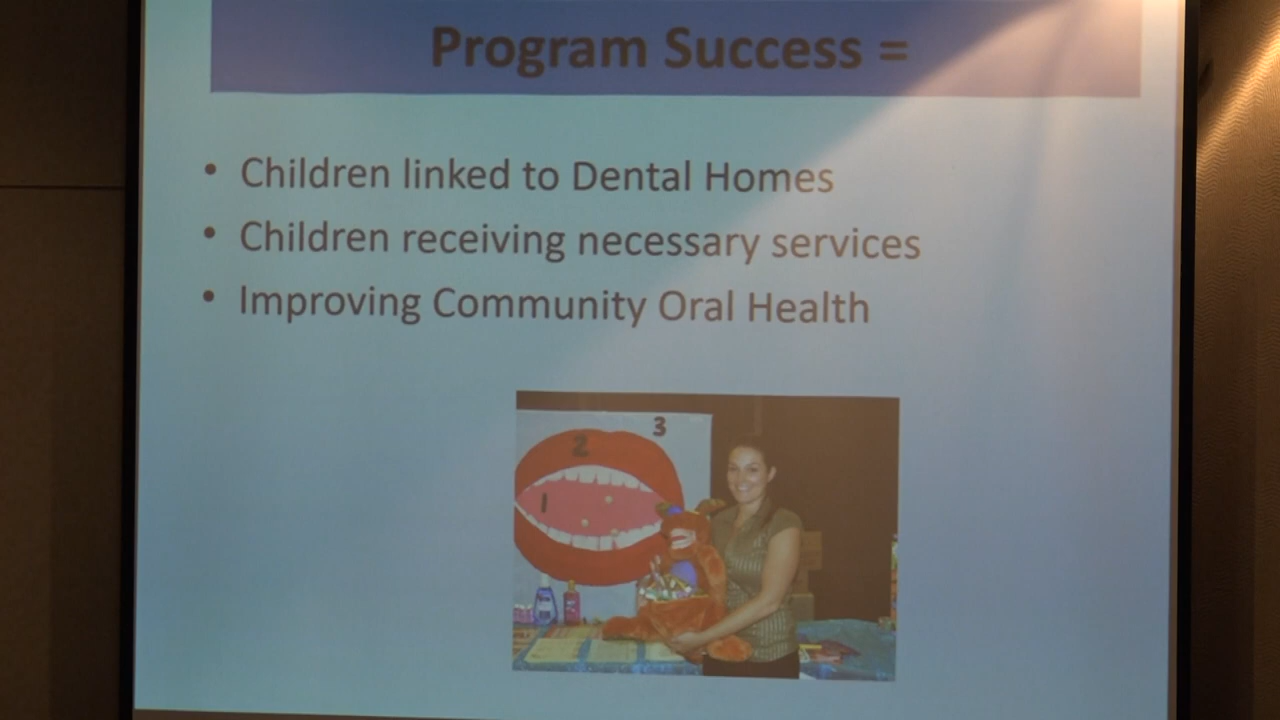 Program Success =
• Children linked to Dental Homes
• Children receiving necessary services
• Improving Community Oral Health
3
2
1